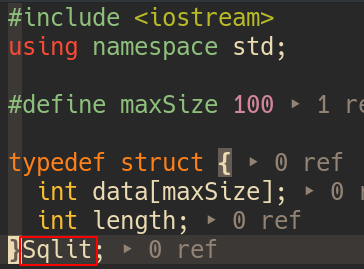 #include <iostream>
using namespace std;
#define maxSize 100 ‣ 1 re
typedef struct { ‣ 0 ref
int data[maxSize]; ‣ 0
int length; ‣ 0 ref
}Sqlit; ‣ 0 ref